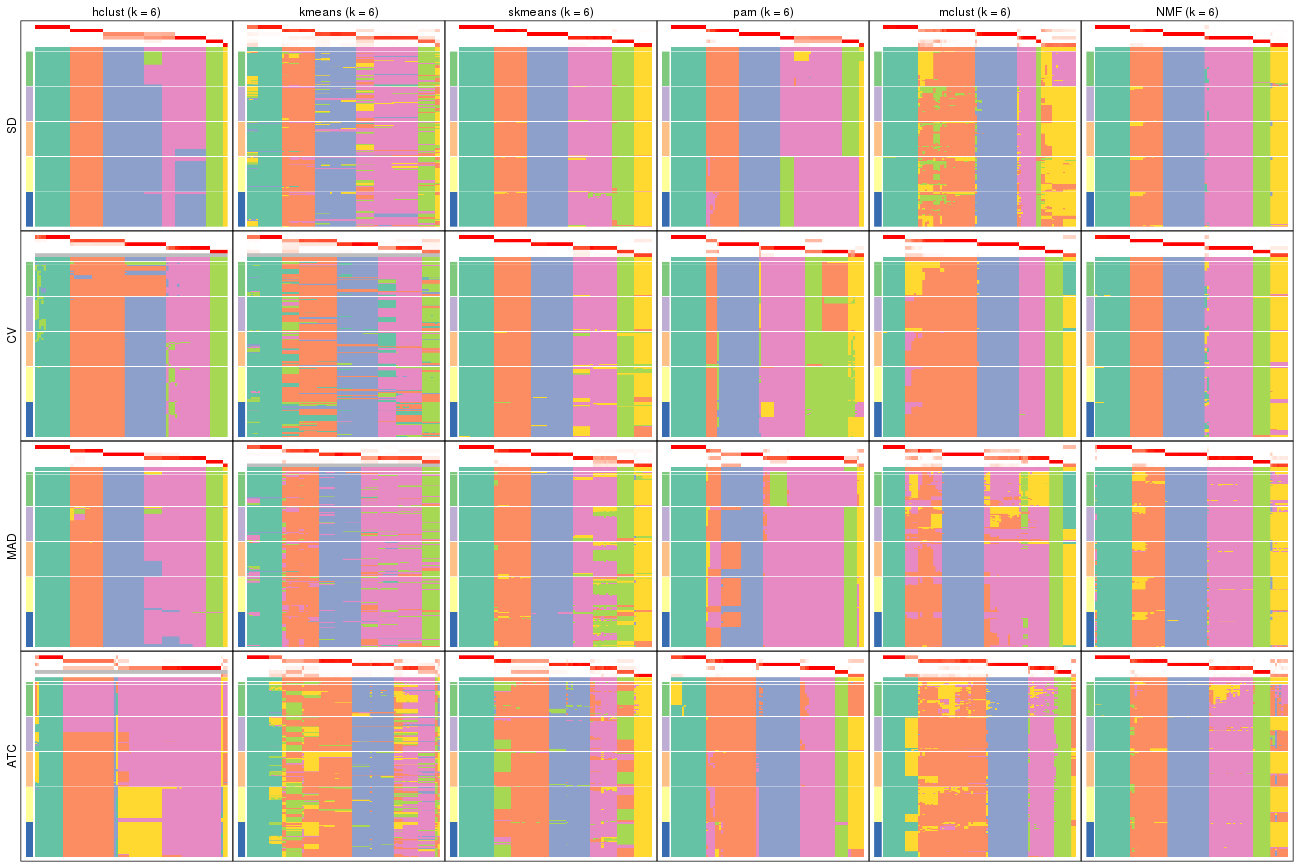 hclust (k = 6) kmeans (k = 6) skmeans (k = 6) pam (k = 6) mclust (k = 6) NMF (k = 6)
SD
CV
MAD
ATC